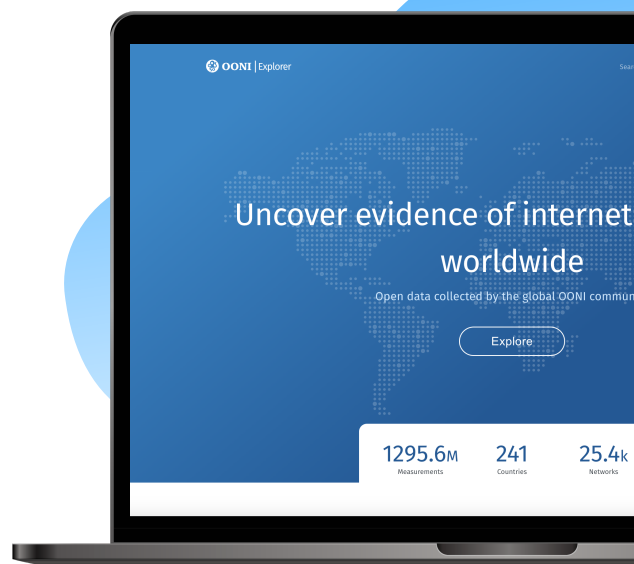 OONI Explorer
Uncover evidence of internet
worldwide
Open data collected by the global OONI
Explore
1295.6M 241 25.4k
Measurements Countries Networks